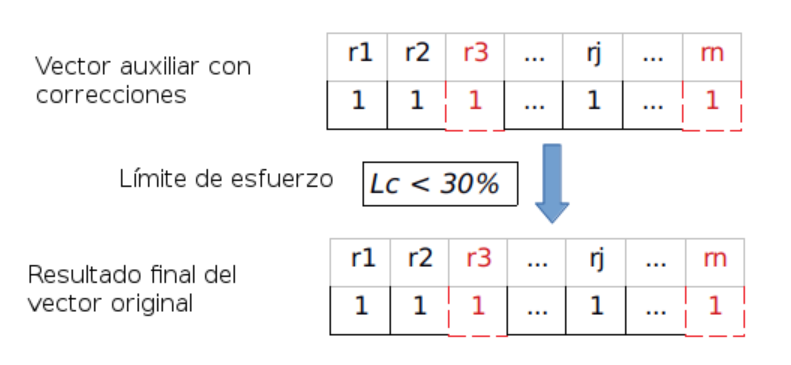 r1 r2 r3 ... rj ... rn
Vector auxiliar con
correcciones
1 1 1 ... 1 ... 1
Límite de esfuerzo
Lc < 30%
r1 r2 r3 ... rj ... rn
Resultado final del
vector original
1 1 1 ... 1 ... 1